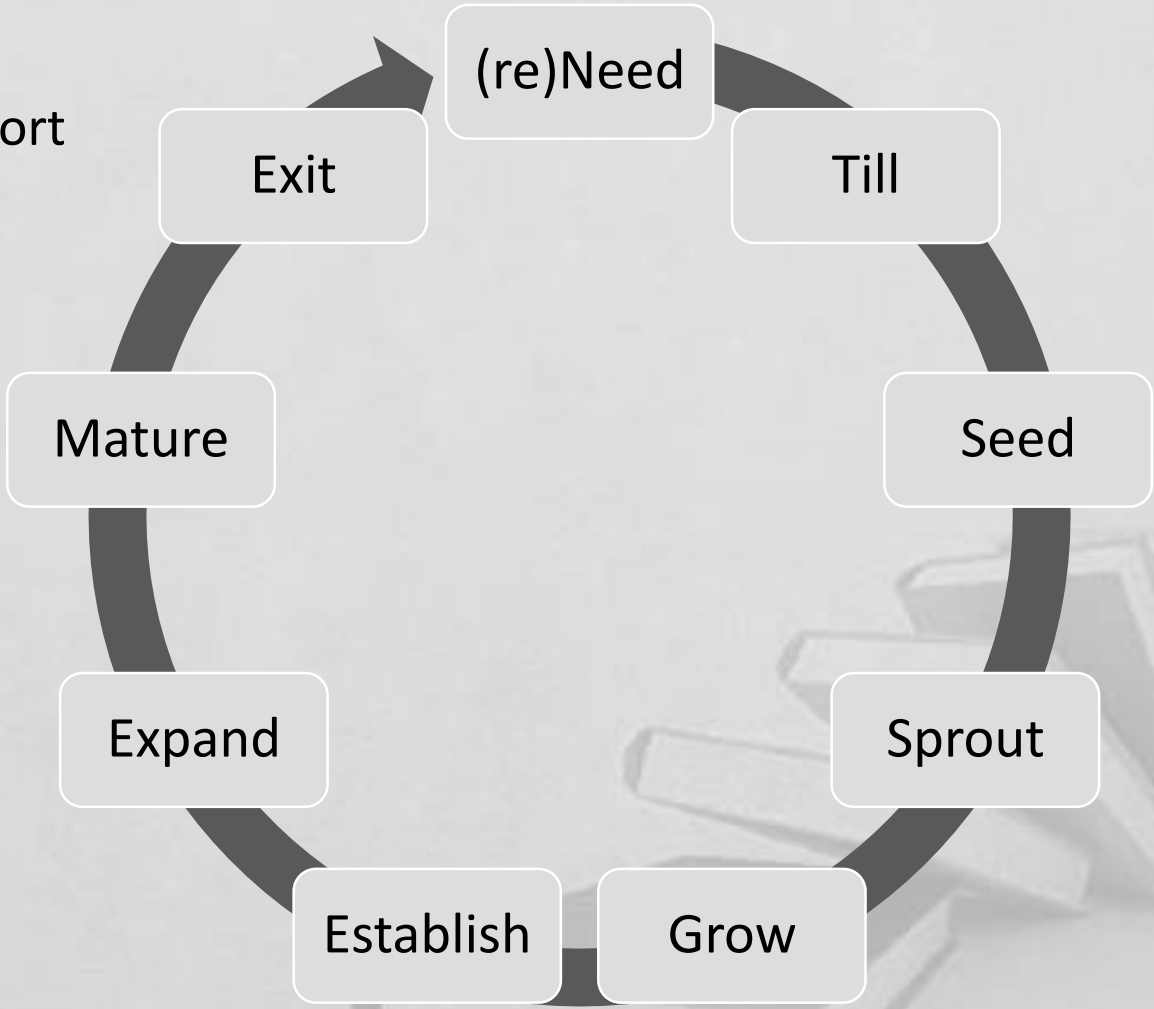 (re)Need
ort
Exit
Till
Mature
Seed
Expand
Sprout
Establish
Grow